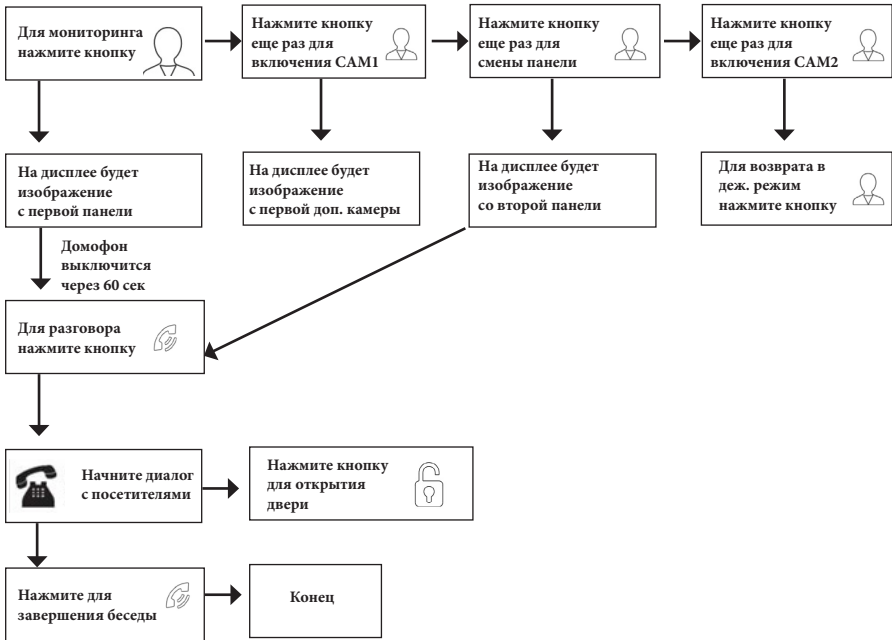 Для мониторинга
нажмите кнопку
Нажмите кнопку
еще раз для
включения CAM1
Нажмите кнопку
еще раз для
смены панели
Нажмите кнопку
еще раз для
включения CAM2
На дисплее будет
изображение
с первой панели
На дисплее будет
изображение
с первой доп. камеры
На дисплее будет
изображение
со второй панели
Для возврата в
деж. режим
нажмите кнопку
Домофон
выключится
через 60 сек
Для разговора
нажмите кнопку
Начните диалог
с посетителями
Нажмите кнопку
для открытия
двери
Нажмите для
завершения беседы
Конец